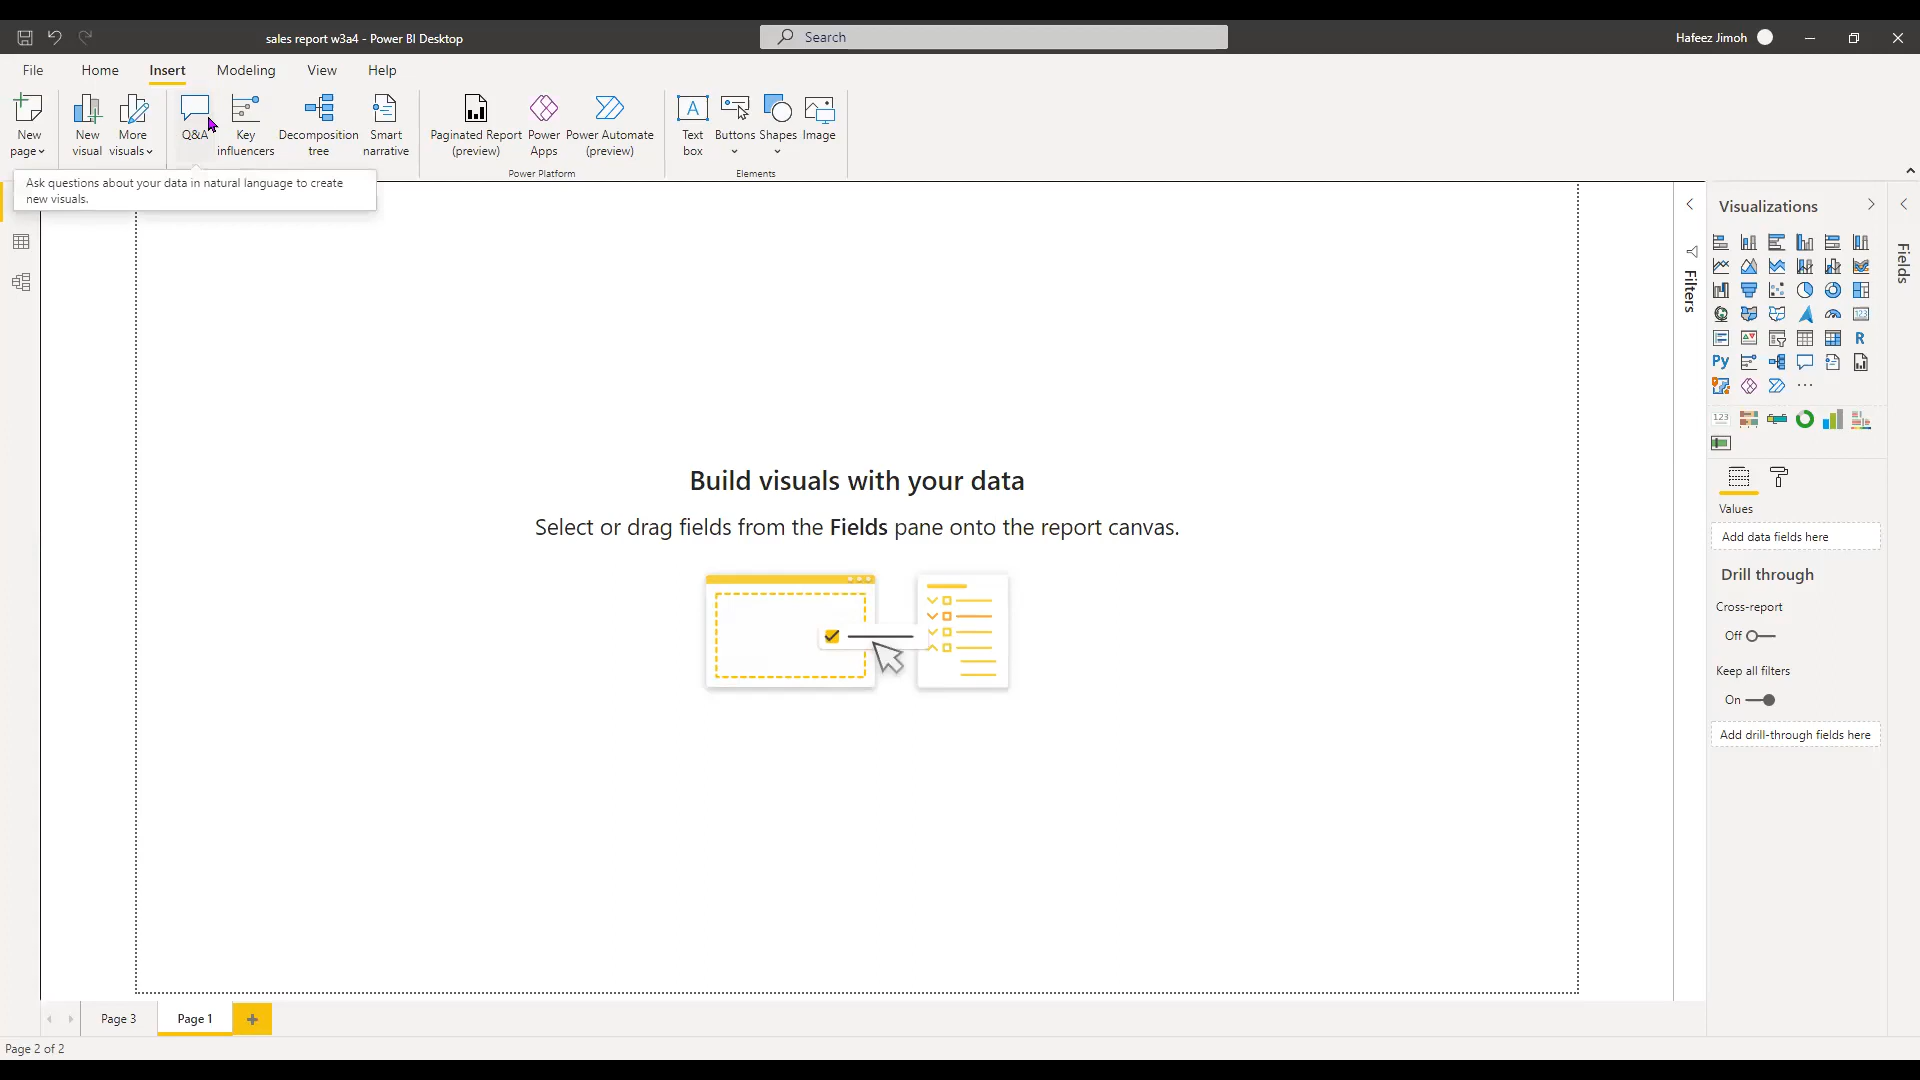 sales report w3a4 - Power BI Desktop
Search
Hafeez Jimoh
File Home Insert Modeling View Help
New page
New visual
More visuals
Q&A
Key influencers
Decomposition tree
Smart narrative
Paginated Report (preview)
Power Apps
Power Automate (preview)
Text box
Buttons
Shapes
Image
Power Platform
Elements
Ask questions about your data in natural language to create
new visuals.
Filters
Visualizations
Fields
123
R
Py
123
Values
Add data fields here
Drill through
Cross-report
Off
Keep all filters
On
Add drill-through fields here
Build visuals with your data
Select or drag fields from the Fields pane onto the report canvas.
Page 3
Page 1
Page 2 of 2